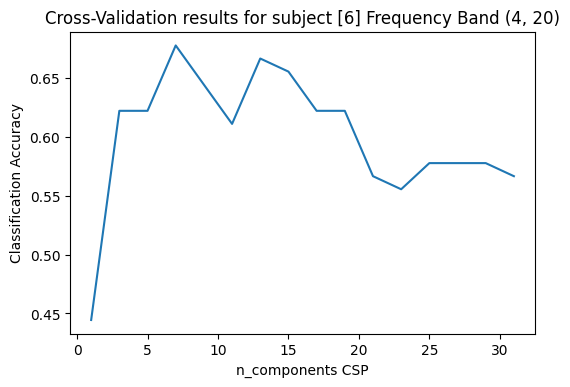 Cross-Validation results for subject [6] Frequency Band (4, 20)
Classification Accuracy
0.65
0.60
0.55
0.50
0.45
0 5 10 15 20 25 30
n_components CSP